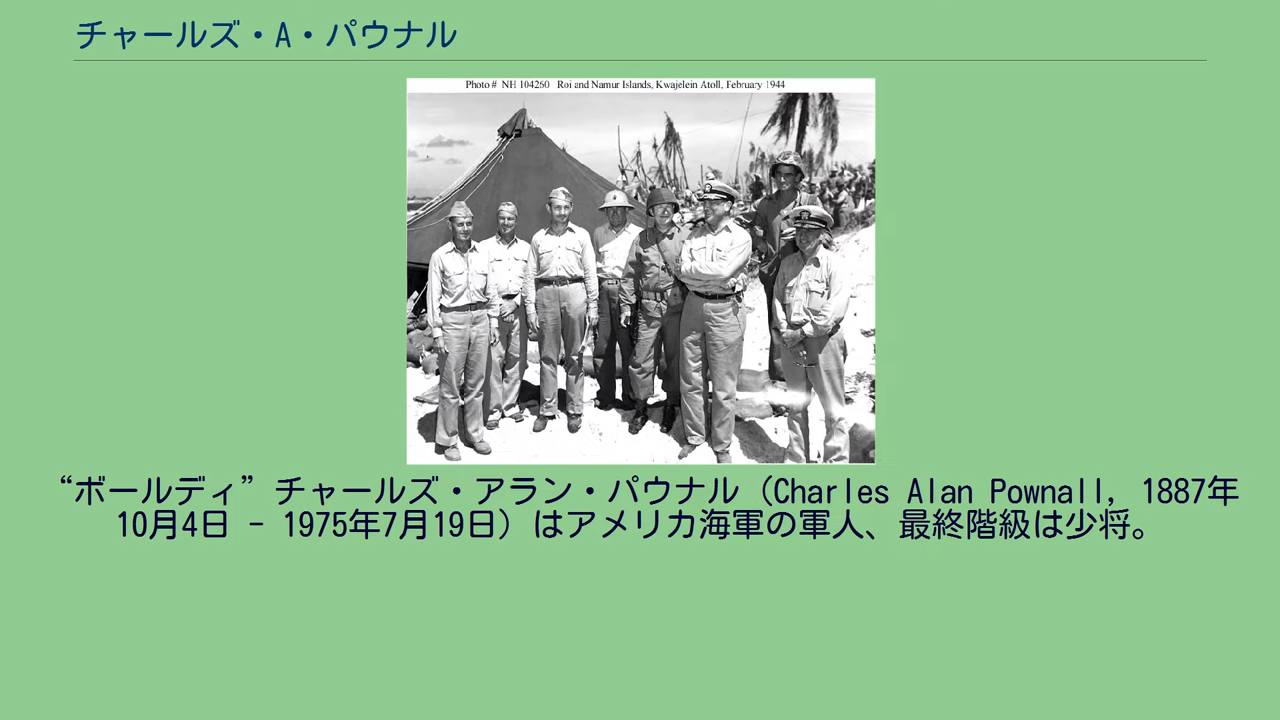 チャールズ・A・パウナル
Photo # NH 104260 Roi and Namur Islands, Kwajelein Atoll, February 1944
“ボールディ”チャールズ・アラン・パウナル（Charles Alan Pownall, 1887年
10月4日 - 1975年7月19日）はアメリカ海軍の軍人、最終階級は少将。